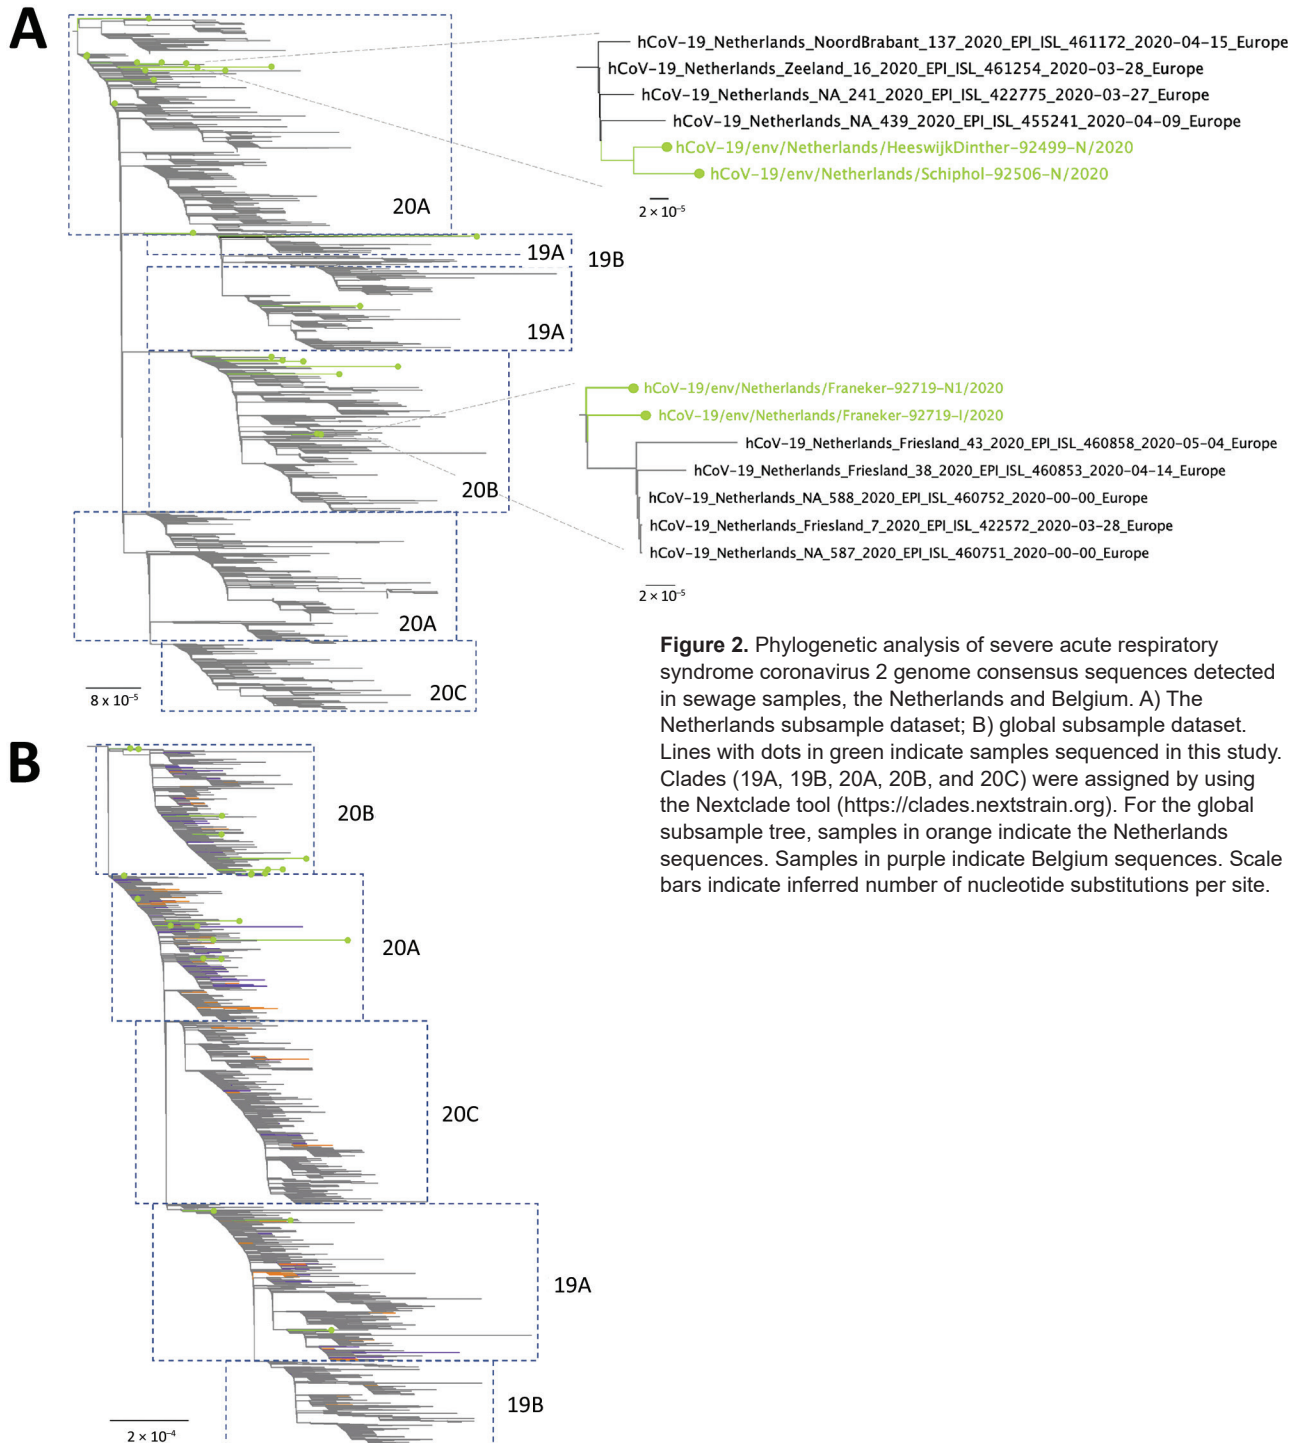 A
hCoV-19_Netherlands_NoordBrabant_137_2020_EPI_ISL_461172_2020-04-15_Europe
hCoV-19_Netherlands_Zeeland_16_2020_EPI_ISL_461254_2020-03-28_Europe
hCoV-19_Netherlands_NA_241_2020_EPI_ISL_422775_2020-03-27_Europe
hCoV-19_Netherlands_NA_439_2020_EPI_ISL_455241_2020-04-09_Europe
hCoV-19/env/Netherlands/HeeswijkDinther-92499-N/2020
hCoV-19/env/Netherlands/Schiphol-92506-N/2020
2 × 10⁻⁵
20A
19A
19B
19A
hCoV-19/env/Netherlands/Franeker-92719-N1/2020
hCoV-19/env/Netherlands/Franeker-92719-I/2020
hCoV-19_Netherlands_Friesland_43_2020_EPI_ISL_460858_2020-05-04_Europe
hCoV-19_Netherlands_Friesland_38_2020_EPI_ISL_460853_2020-04-14_Europe
hCoV-19_Netherlands_NA_588_2020_EPI_ISL_460752_2020-00-00_Europe
hCoV-19_Netherlands_Friesland_7_2020_EPI_ISL_422572_2020-03-28_Europe
hCoV-19_Netherlands_NA_587_2020_EPI_ISL_460751_2020-00-00_Europe
2 × 10⁻⁵
20B
20A
20C
8 x 10⁻⁵
Figure 2. Phylogenetic analysis of severe acute respiratory
syndrome coronavirus 2 genome consensus sequences detected
in sewage samples, the Netherlands and Belgium. A) The
Netherlands subsample dataset; B) global subsample dataset.
Lines with dots in green indicate samples sequenced in this study.
Clades (19A, 19B, 20A, 20B, and 20C) were assigned by using
the Nextclade tool (https://clades.nextstrain.org). For the global
subsample tree, samples in orange indicate the Netherlands
sequences. Samples in purple indicate Belgium sequences. Scale
bars indicate inferred number of nucleotide substitutions per site.
B
20B
20A
20C
19A
19B
2 × 10⁻⁴